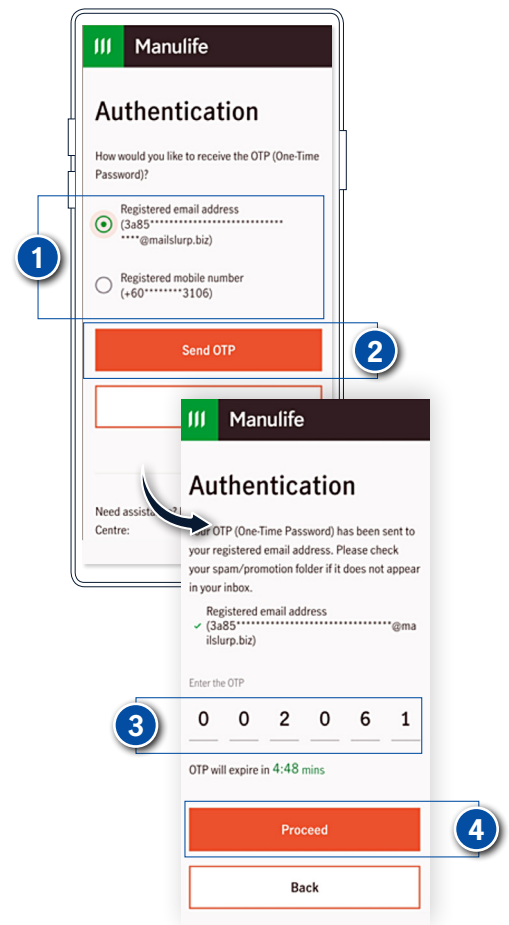 Manulife
Authentication
How would you like to receive the OTP (One-Time
Password)?
Registered email address
(3a85****************************
****@mailslurp.biz)
1
Registered mobile number
(+60********3106)
Send OTP
2
Need
Centre:
Manulife
Authentication
OTP (One-Time Password) has been sent to
your registered email address. Please check
your spam/promotion folder if it does not appear
in your inbox.
Registered email address
(3a85********************************@ma
ilslurp.biz)
Enter the OTP
3
0 0 2 0 6 1
OTP will expire in 4:48 mins
Proceed
4
Back